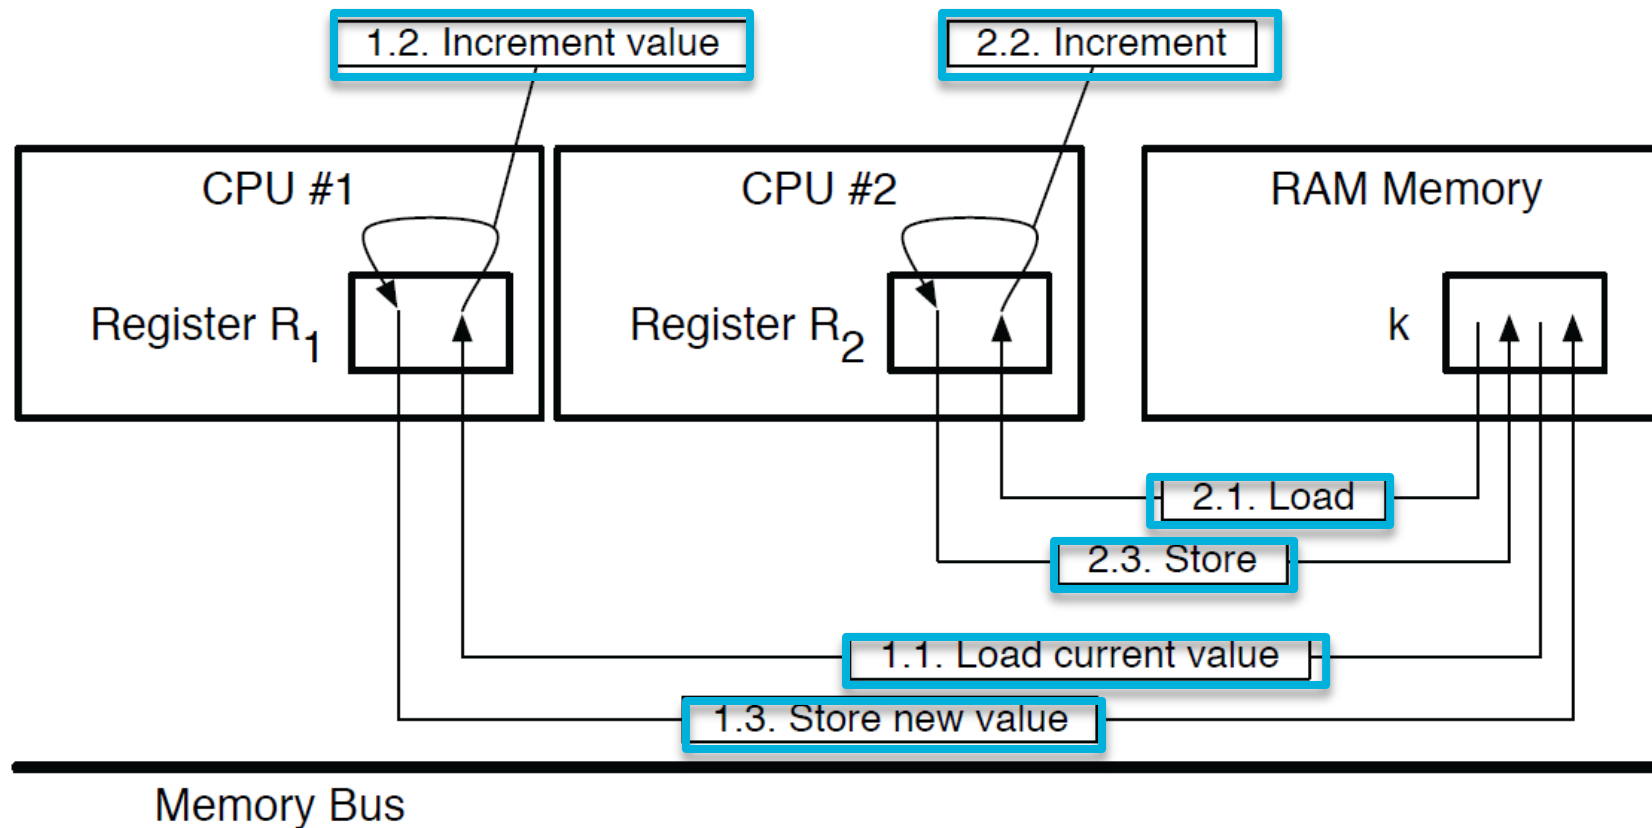 1.2. Increment value
2.2. Increment
CPU #1
CPU #2
RAM Memory
Register R1
Register R2
k
2.1. Load
2.3. Store
1.1. Load current value
1.3. Store new value
Memory Bus